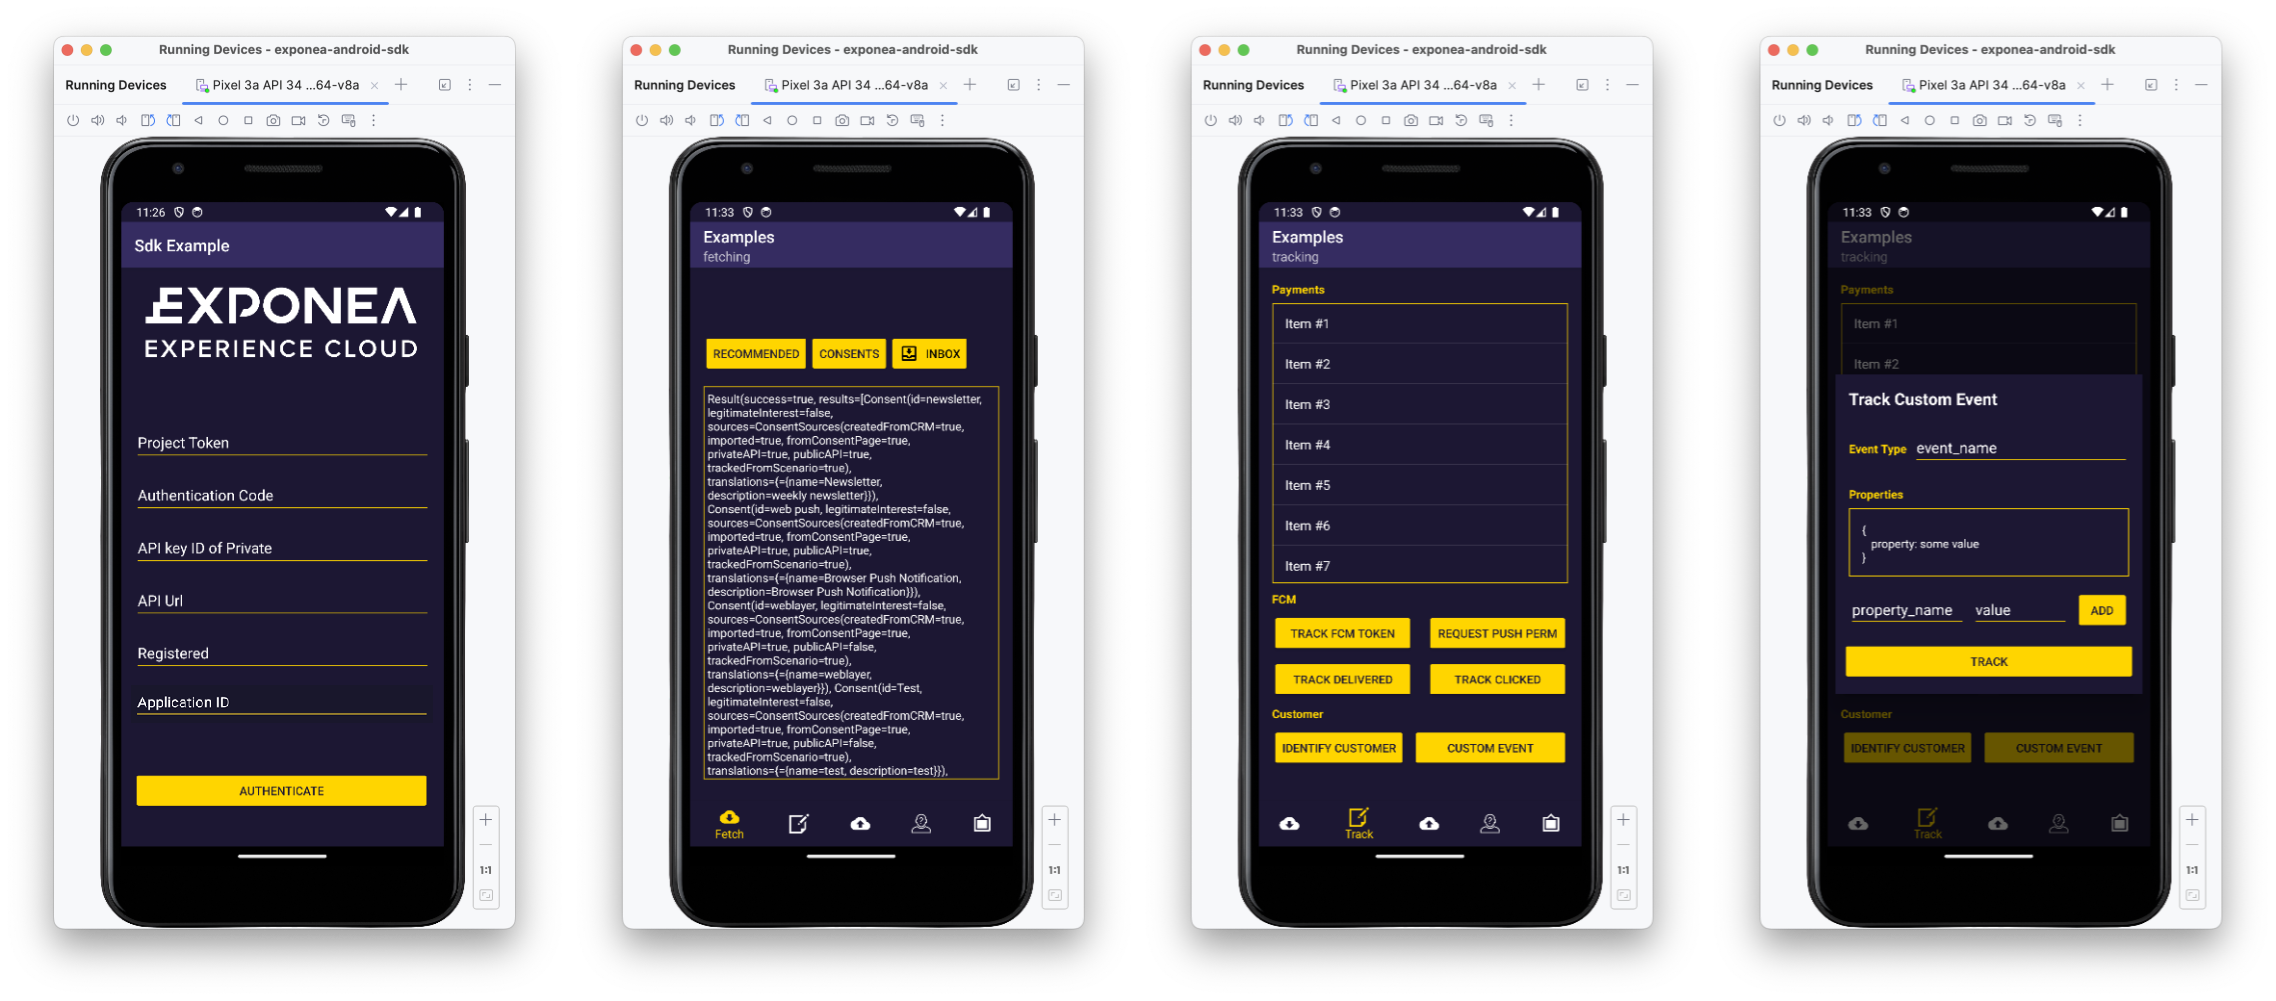 Running Devices - exponea-android-sdk
Running Devices
Pixel 3a API 34 ...64-v8a
11:26
Sdk Example
EXPONEA
EXPERIENCE CLOUD
Project Token
Authentication Code
API key ID of Private
API Url
Registered
Application ID
AUTHENTICATE
1:1
Running Devices - exponea-android-sdk
Running Devices
Pixel 3a API 34 ...64-v8a
11:33
Examples
fetching
RECOMMENDED
CONSENTS
INBOX
Result(success=true, results=[Consent(id=newsletter,
legitimateInterest=false,
sources=ConsentSources(createdFromCRM=true,
imported=true, fromConsentPage=true,
privateAPI=true, publicAPI=true,
trackedFromScenario=true),
translations={={name=Newsletter,
description=weekly newsletter}}),
Consent(id=web push, legitimateInterest=false,
sources=ConsentSources(createdFromCRM=true,
imported=true, fromConsentPage=true,
privateAPI=true, publicAPI=true,
trackedFromScenario=true),
translations={={name=Browser Push Notification,
description=Browser Push Notification}}),
Consent(id=weblayer, legitimateInterest=false,
sources=ConsentSources(createdFromCRM=true,
imported=true, fromConsentPage=true,
privateAPI=true, publicAPI=false,
trackedFromScenario=true),
translations={={name=weblayer,
description=weblayer}}), Consent(id=Test,
legitimateInterest=false,
sources=ConsentSources(createdFromCRM=true,
imported=true, fromConsentPage=true,
privateAPI=true, publicAPI=false,
trackedFromScenario=true),
translations={={name=test, description=test}}),
Fetch
1:1
Running Devices - exponea-android-sdk
Running Devices
Pixel 3a API 34 ...64-v8a
11:33
Examples
tracking
Payments
Item #1
Item #2
Item #3
Item #4
Item #5
Item #6
Item #7
FCM
TRACK FCM TOKEN
REQUEST PUSH PERM
TRACK DELIVERED
TRACK CLICKED
Customer
IDENTIFY CUSTOMER
CUSTOM EVENT
Track
1:1
Running Devices - exponea-android-sdk
Running Devices
Pixel 3a API 34 ...64-v8a
11:33
Examples
tracking
Payments
Item #1
Item #2
Track Custom Event
Event Type
event_name
Properties
{
property: some value
}
property_name
value
ADD
TRACK
Customer
IDENTIFY CUSTOMER
CUSTOM EVENT
Track
1:1